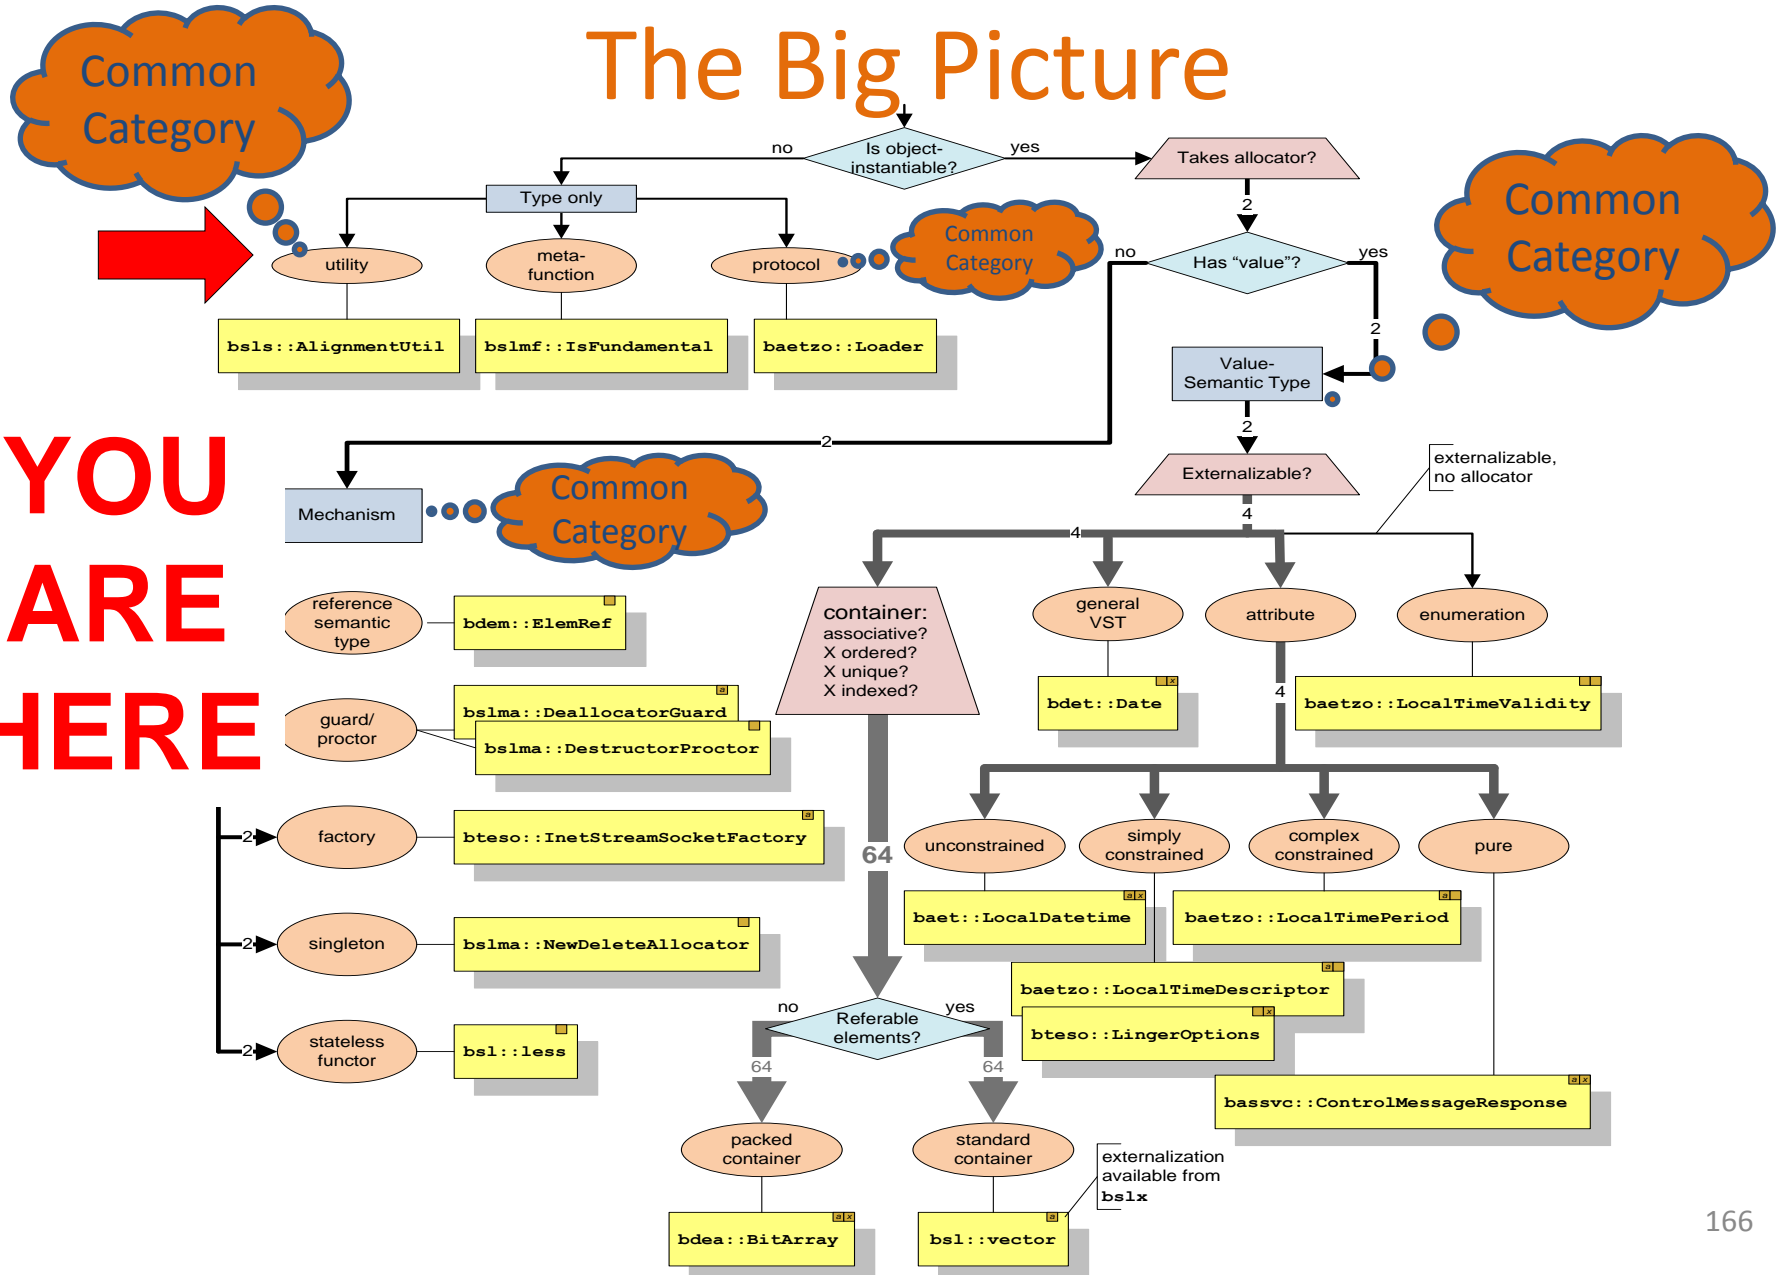 The Big Picture
Common
Category
Is object-
instantiable?
no
yes
Takes allocator?
2
Type only
utility
meta-
function
protocol
Common
Category
Common
Category
no
Has “value”?
yes
2
bsls::AlignmentUtil
bslmf::IsFundamental
baetzo::Loader
Value-
Semantic Type
2
2
YOU
ARE
HERE
Mechanism
Common
Category
Externalizable?
externalizable,
no allocator
4
4
reference
semantic
type
bdem::ElemRef
container:
associative?
X ordered?
X unique?
X indexed?
general
VST
attribute
enumeration
guard/
proctor
a
bslma::DeallocatorGuard
bslma::DestructorProctor
x
bdet::Date
4
baetzo::LocalTimeValidity
2
factory
a
bteso::InetStreamSocketFactory
64
unconstrained
simply
constrained
complex
constrained
pure
2
singleton
bslma::NewDeleteAllocator
a x
baet::LocalDatetime
a
baetzo::LocalTimePeriod
a
baetzo::LocalTimeDescriptor
x
bteso::LingerOptions
2
stateless
functor
bsl::less
no
Referable
elements?
yes
64
64
a x
bassvc::ControlMessageResponse
packed
container
standard
container
externalization
available from
bslx
a x
bdea::BitArray
a
bsl::vector
166